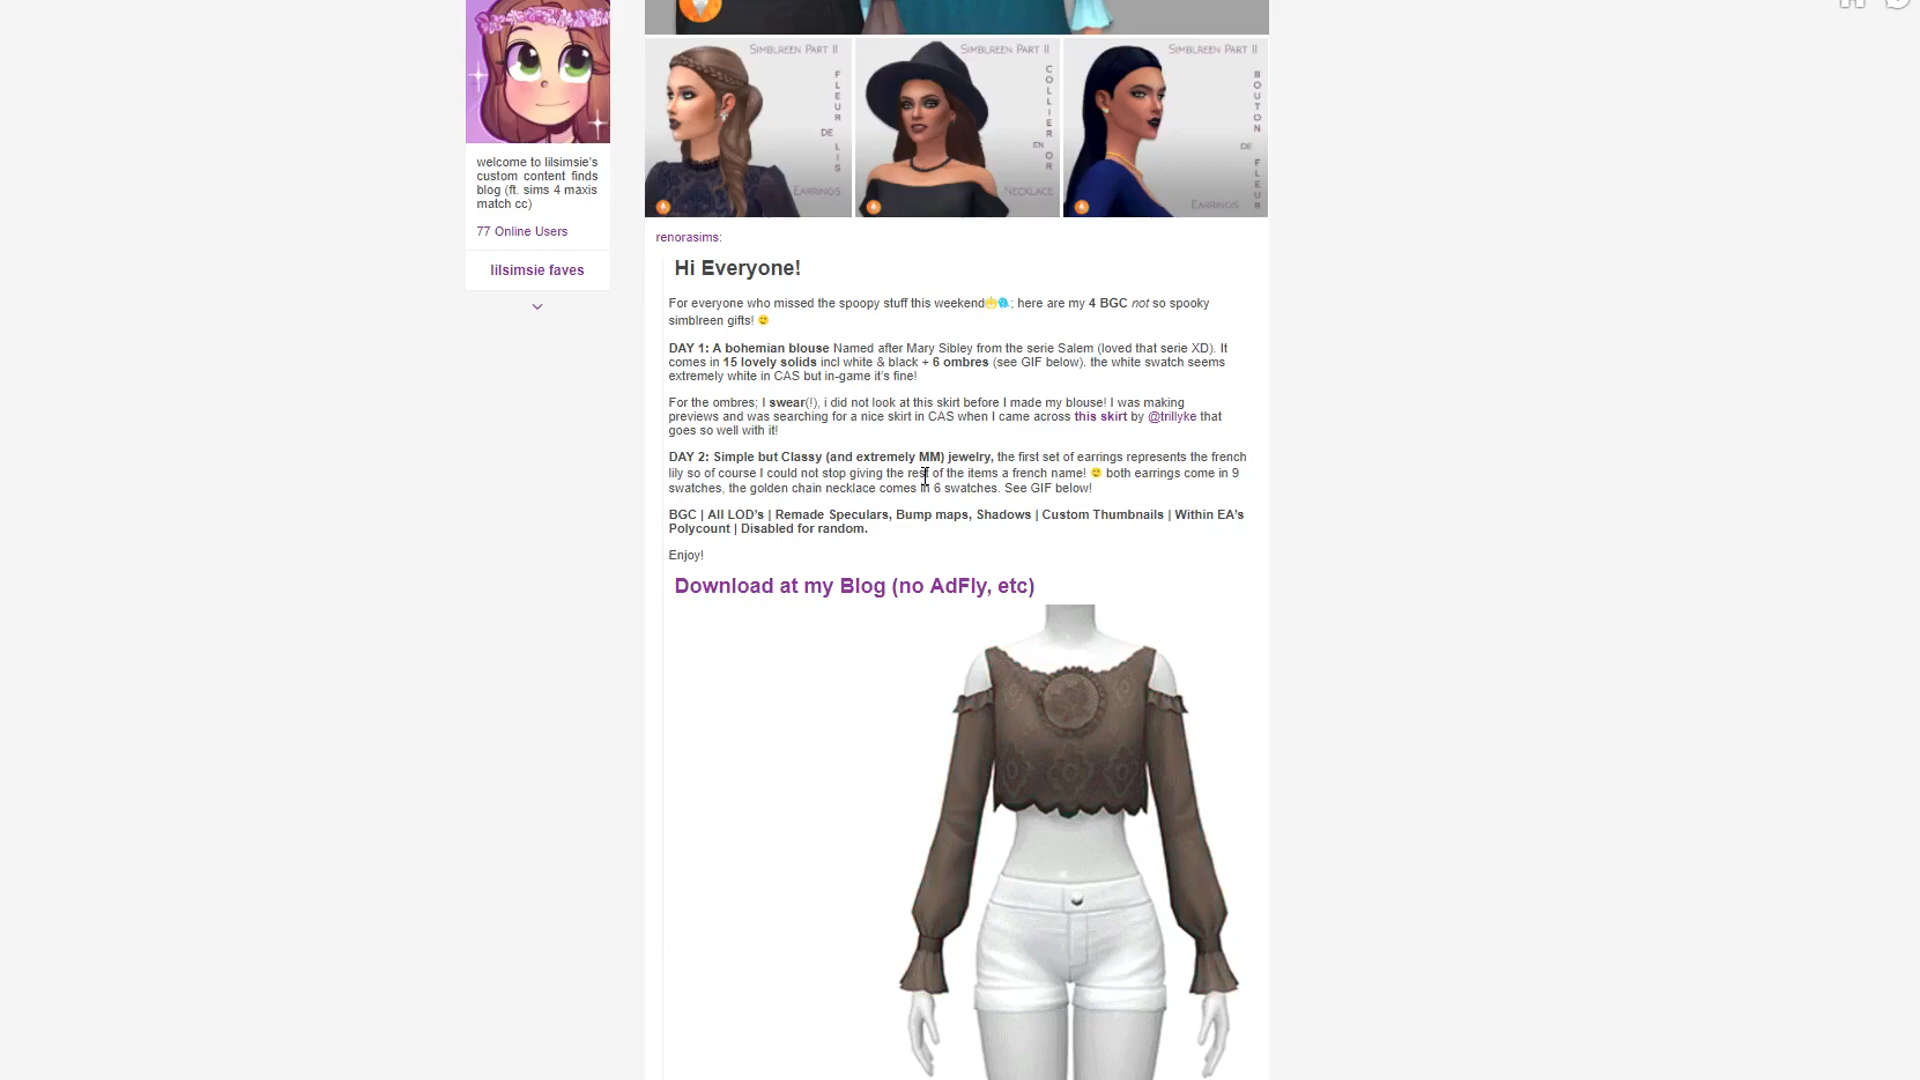 welcome to lilsimsie's
custom content finds
blog (ft. sims 4 maxis
match cc)
77 Online Users
lilsimsie faves
SIMBLREEN PART II
FLEUR
DE
LIS
EARRINGS
SIMBLREEN PART II
COLLIER
EN
OR
NECKLACE
SIMBLREEN PART II
BOUTON
DE
FLEUR
EARRINGS
renorasims:
Hi Everyone!
For everyone who missed the spoopy stuff this weekend; here are my 4 BGC not so spooky
simblreen gifts!
DAY 1: A bohemian blouse Named after Mary Sibley from the serie Salem (loved that serie XD). It
comes in 15 lovely solids incl white & black + 6 ombres (see GIF below). the white swatch seems
extremely white in CAS but in-game it's fine!
For the ombres; I swear(!), i did not look at this skirt before I made my blouse! I was making
previews and was searching for a nice skirt in CAS when I came across this skirt by @trillyke that
goes so well with it!
DAY 2: Simple but Classy (and extremely MM) jewelry, the first set of earrings represents the french
lily so of course I could not stop giving the rest of the items a french name! both earrings come in 9
swatches, the golden chain necklace comes in 6 swatches. See GIF below!
BGC | All LOD's | Remade Speculars, Bump maps, Shadows | Custom Thumbnails | Within EA's
Polycount | Disabled for random.
Enjoy!
Download at my Blog (no AdFly, etc)